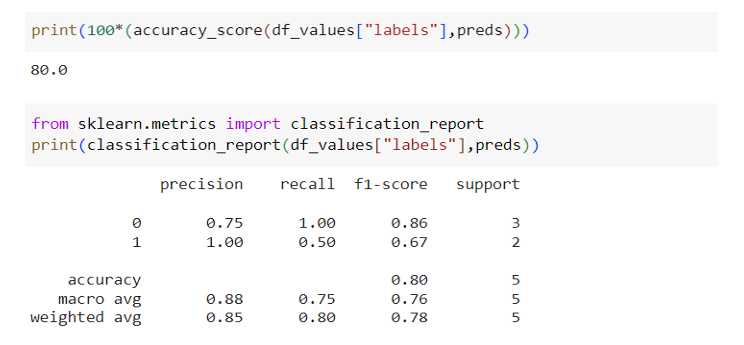 print(100*(accuracy_score(df_values["labels"],preds)))
80.0
from sklearn.metrics import classification_report
print(classification_report(df_values["labels"],preds))
precision recall f1-score support
0 0.75 1.00 0.86 3
1 1.00 0.50 0.67 2
accuracy 0.80 5
macro avg 0.88 0.75 0.76 5
weighted avg 0.85 0.80 0.78 5